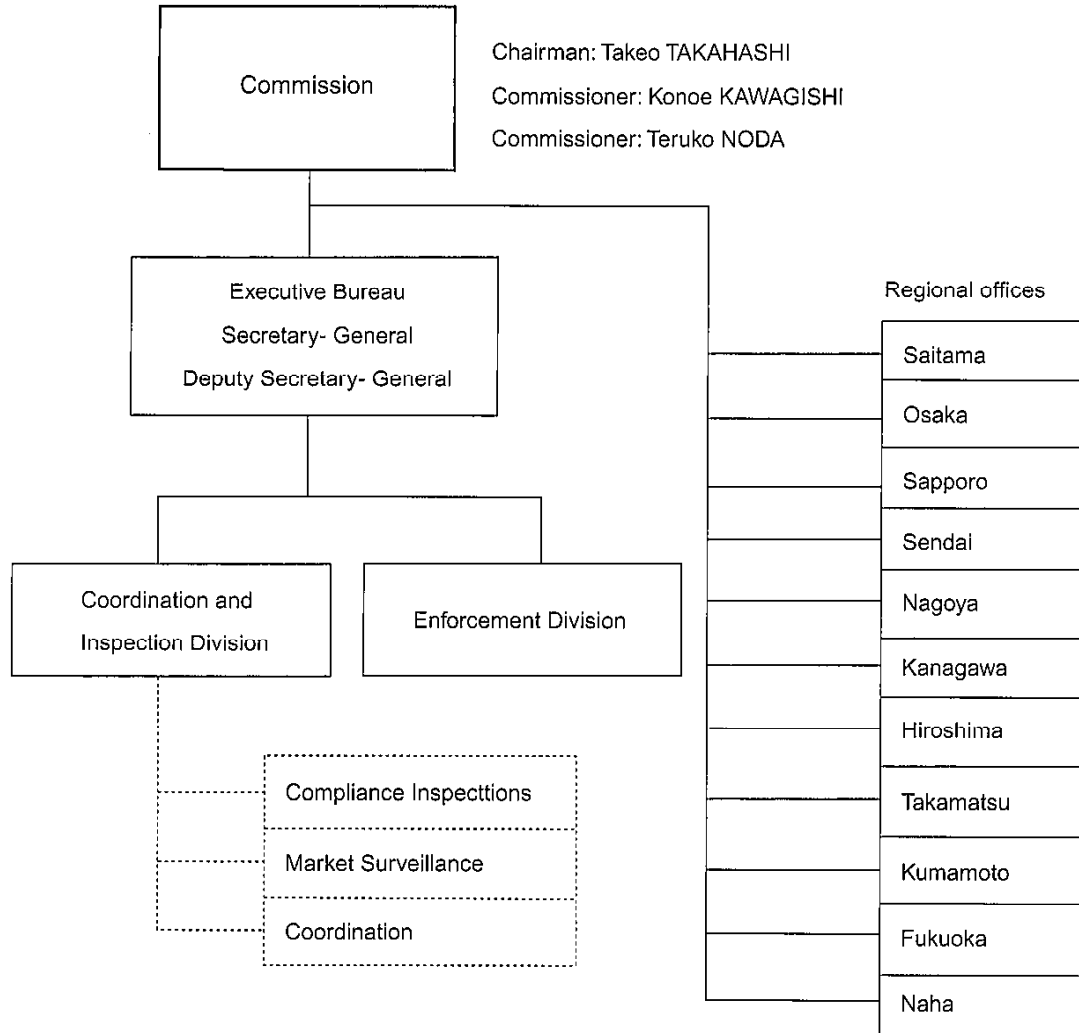 Commission
Chairman: Takeo TAKAHASHI
Commissioner: Konoe KAWAGISHI
Commissioner: Teruko NODA
Executive Bureau
Secretary- General
Deputy Secretary- General
Coordination and
Inspection Division
Enforcement Division
Compliance Inspecttions
Market Surveillance
Coordination
Regional offices
Saitama
Osaka
Sapporo
Sendai
Nagoya
Kanagawa
Hiroshima
Takamatsu
Kumamoto
Fukuoka
Naha